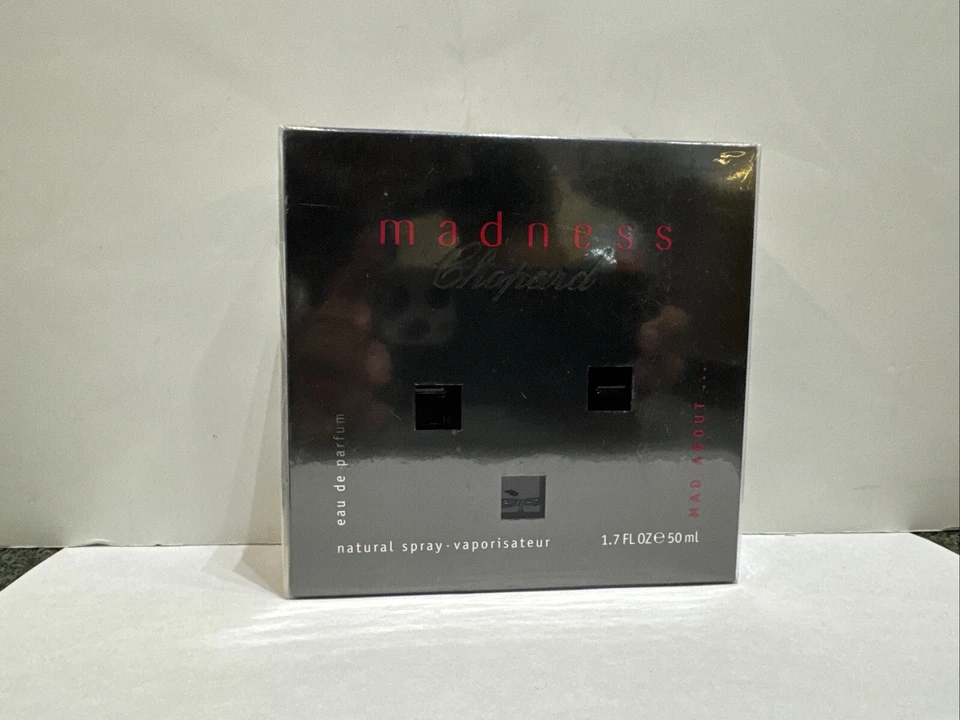 madness
Chopard
eau de parfum
MAD ABOUT ...
natural spray · vaporisateur
1.7 FL OZ ℮ 50 ml